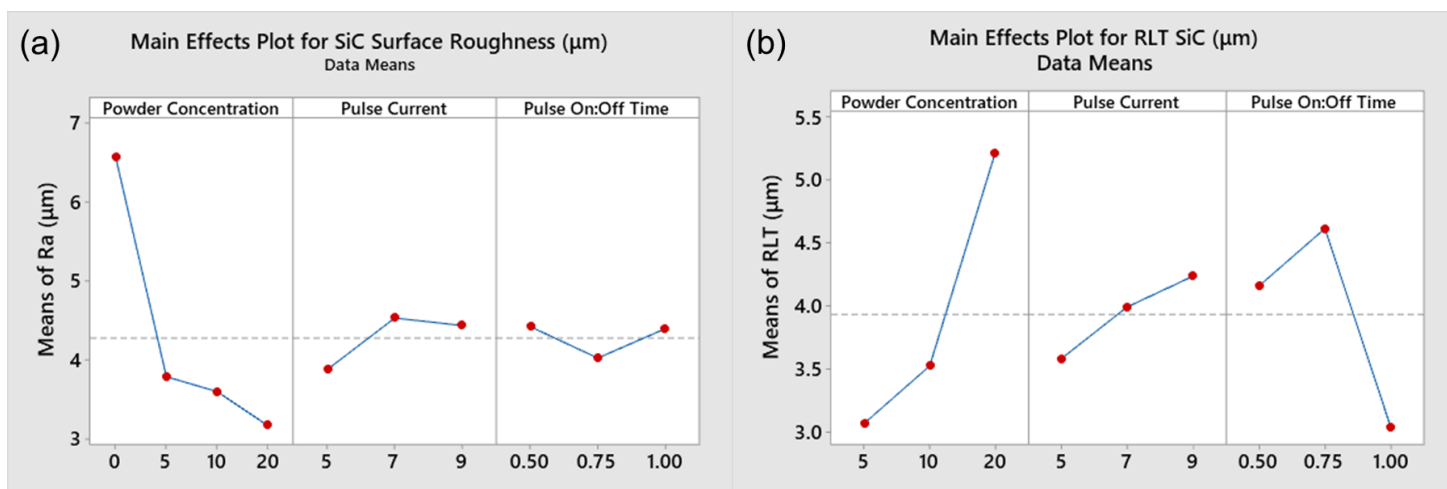 (a)
Main Effects Plot for SiC Surface Roughness (µm)
Data Means
Powder Concentration
Pulse Current
Pulse On:Off Time
Means of Ra (µm)
7
6
5
4
3
0 5 10 20
5 7 9
0.50 0.75 1.00
(b)
Main Effects Plot for RLT SiC (µm)
Data Means
Powder Concentration
Pulse Current
Pulse On:Off Time
Means of RLT (µm)
5.5
5.0
4.5
4.0
3.5
3.0
5 10 20
5 7 9
0.50 0.75 1.00